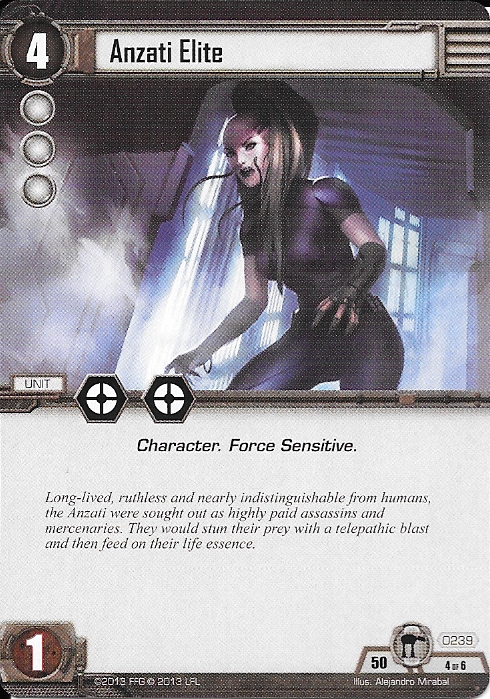 4
Anzati Elite
UNIT
Character. Force Sensitive.
Long-lived, ruthless and nearly indistinguishable from humans,
the Anzati were sought out as highly paid assassins and
mercenaries. They would stun their prey with a telepathic blast
and then feed on their life essence.
1
50
0239
4 OF 6
©2013 FFG © 2013 LFL
Illus. Alejandro Mirabal